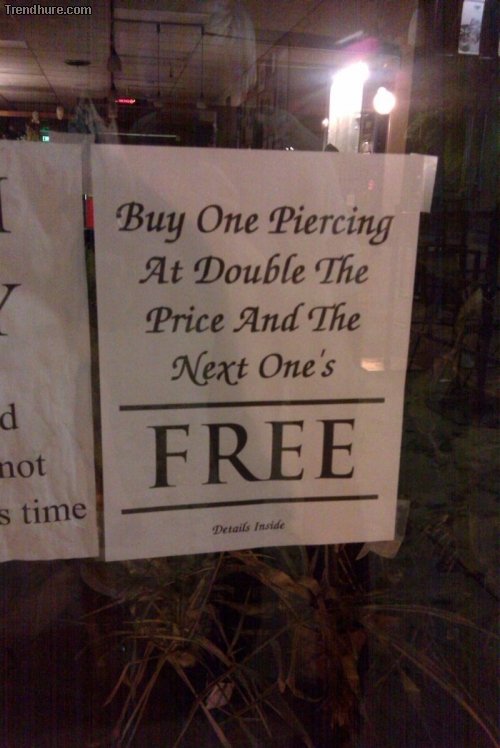 Trendhure.com
Buy One Piercing
At Double The
Price And The
Next One's
FREE
Details Inside
Y
d
not
s time